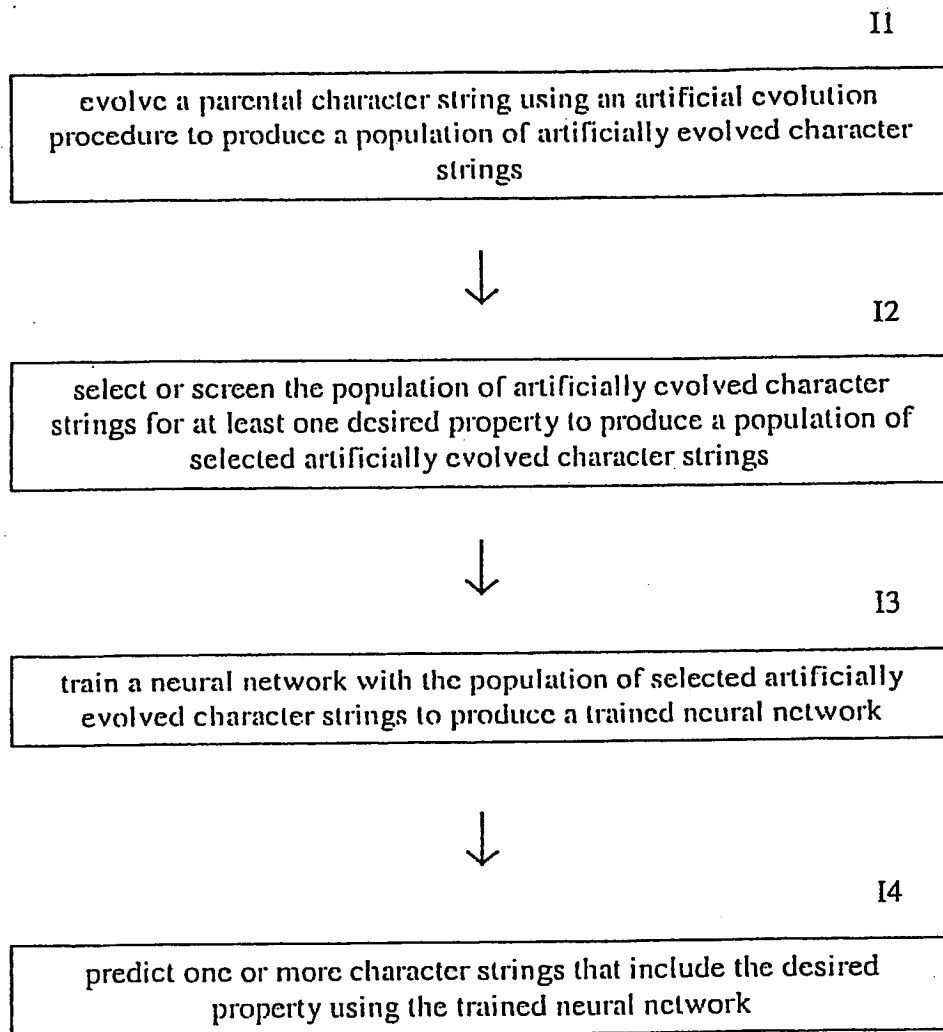 I1
evolve a parental character string using an artificial evolution
procedure to produce a population of artificially evolved character
strings
I2
select or screen the population of artificially evolved character
strings for at least one desired property to produce a population of
selected artificially evolved character strings
I3
train a neural network with the population of selected artificially
evolved character strings to produce a trained neural network
I4
predict one or more character strings that include the desired
property using the trained neural network